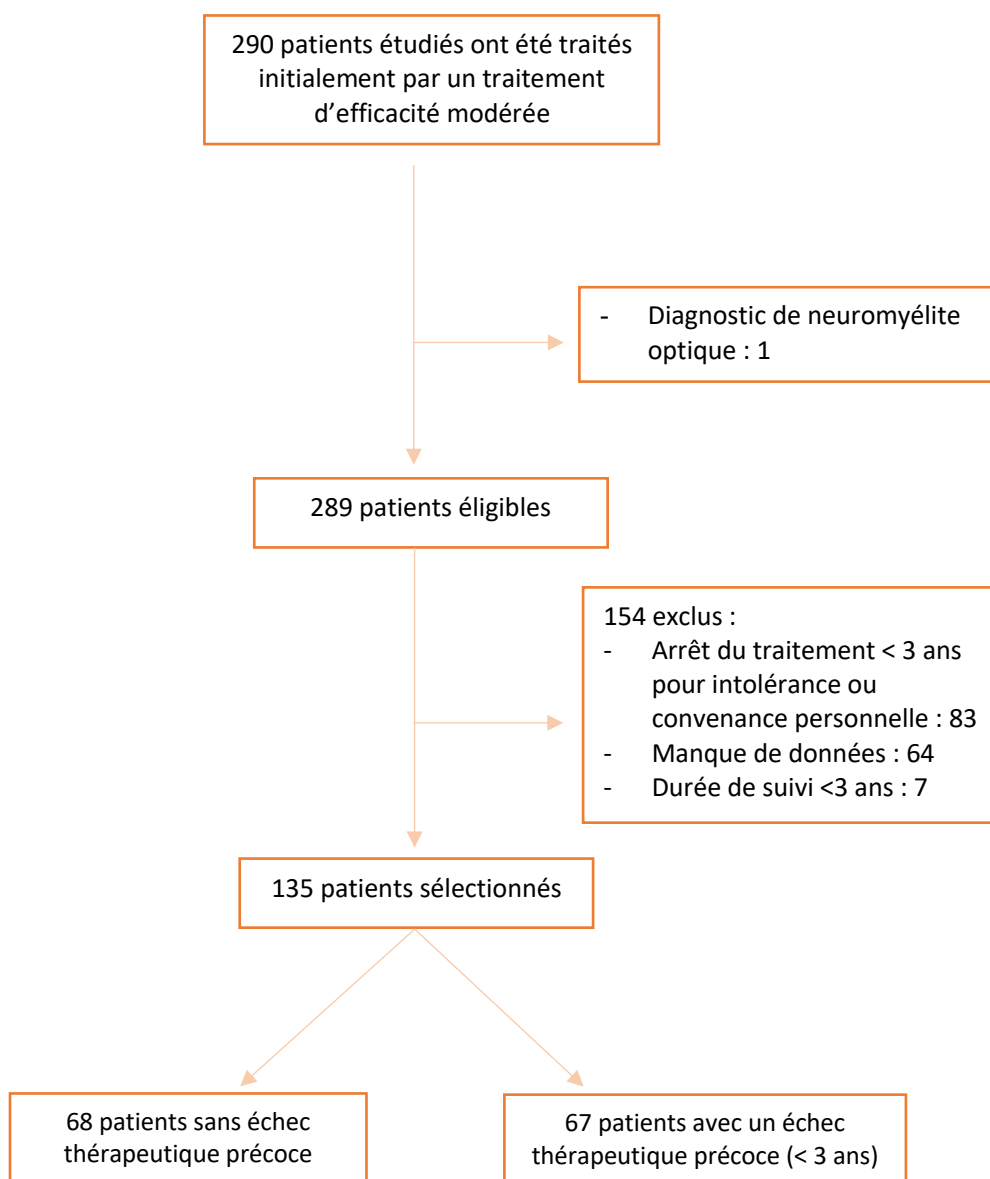 290 patients étudiés ont été traités
initialement par un traitement
d’efficacité modérée
- Diagnostic de neuromyélite
optique : 1
289 patients éligibles
154 exclus :
- Arrêt du traitement < 3 ans
pour intolérance ou
convenance personnelle : 83
- Manque de données : 64
- Durée de suivi <3 ans : 7
135 patients sélectionnés
68 patients sans échec
thérapeutique précoce
67 patients avec un échec
thérapeutique précoce (< 3 ans)